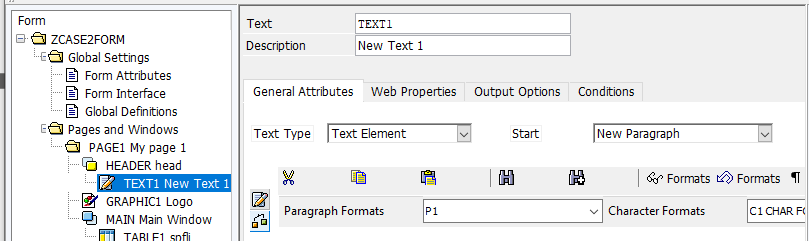 Form
ZCASE2FORM
Global Settings
Form Attributes
Form Interface
Global Definitions
Pages and Windows
PAGE1 My page 1
HEADER head
TEXT1 New Text 1
GRAPHIC1 Logo
MAIN Main Window
TABLE1 spfli
Text TEXT1
Description New Text 1
General Attributes Web Properties Output Options Conditions
Text Type Text Element Start New Paragraph
Formats Formats ¶
Paragraph Formats P1 Character Formats C1 CHAR FO